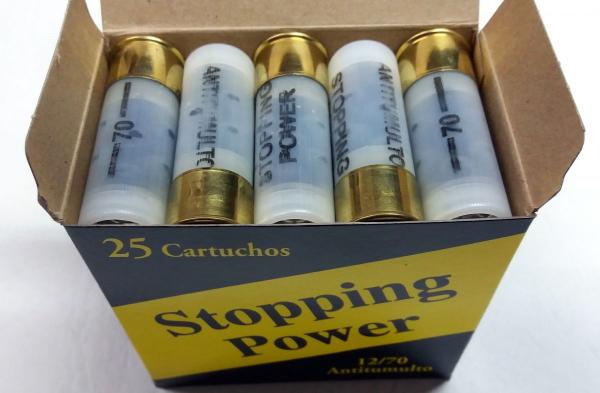 70
ANTITUMULTO
STOPPING
POWER
STOPPING
ANTITUMULTO
70
25 Cartuchos
Stopping
Power
12/70
Antitumulto